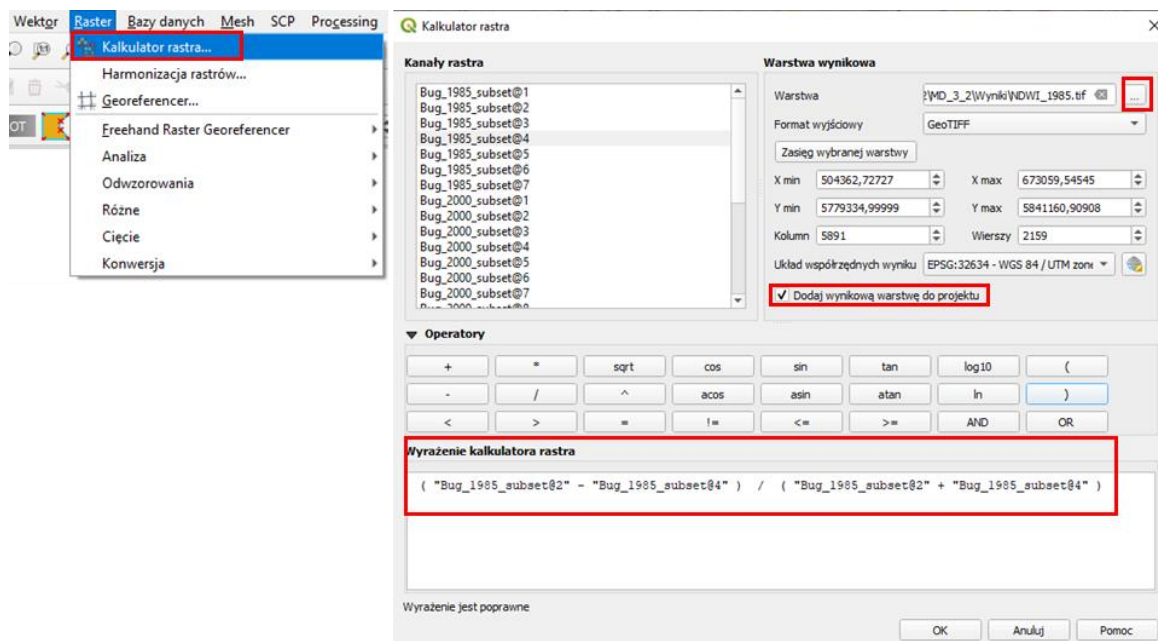 Wektor Raster Bazy danych Mesh SCP Processing
Kalkulator rastra...
Harmonizacja rastrów...
Georeferencer...
OT
Freehand Raster Georeferencer
Analiza
Odwzorowania
Różne
Cięcie
Konwersja
Kalkulator rastra
Kanały rastra
Bug_1985_subset@1
Bug_1985_subset@2
Bug_1985_subset@3
Bug_1985_subset@4
Bug_1985_subset@5
Bug_1985_subset@6
Bug_1985_subset@7
Bug_2000_subset@1
Bug_2000_subset@2
Bug_2000_subset@3
Bug_2000_subset@4
Bug_2000_subset@5
Bug_2000_subset@6
Bug_2000_subset@7
Bug_2000_subset@8
Warstwa wynikowa
Warstwa \MD_3_2\Wyniki\NDWI_1985.tif ...
Format wyjściowy GeoTIFF
Zasięg wybranej warstwy
X min 504362,72727 X max 673059,54545
Y min 5779334,99999 Y max 5841160,90908
Kolumn 5891 Wierszy 2159
Układ współrzędnych wyniku EPSG:32634 - WGS 84 / UTM zon
Dodaj wynikową warstwę do projektu
Operatory
+ * sqrt cos sin tan log10 (
- / ^ acos asin atan ln )
< > = != <= >= AND OR
Wyrażenie kalkulatora rastra
( "Bug_1985_subset@2" - "Bug_1985_subset@4" ) / ( "Bug_1985_subset@2" + "Bug_1985_subset@4" )
Wyrażenie jest poprawne
OK Anuluj Pomoc